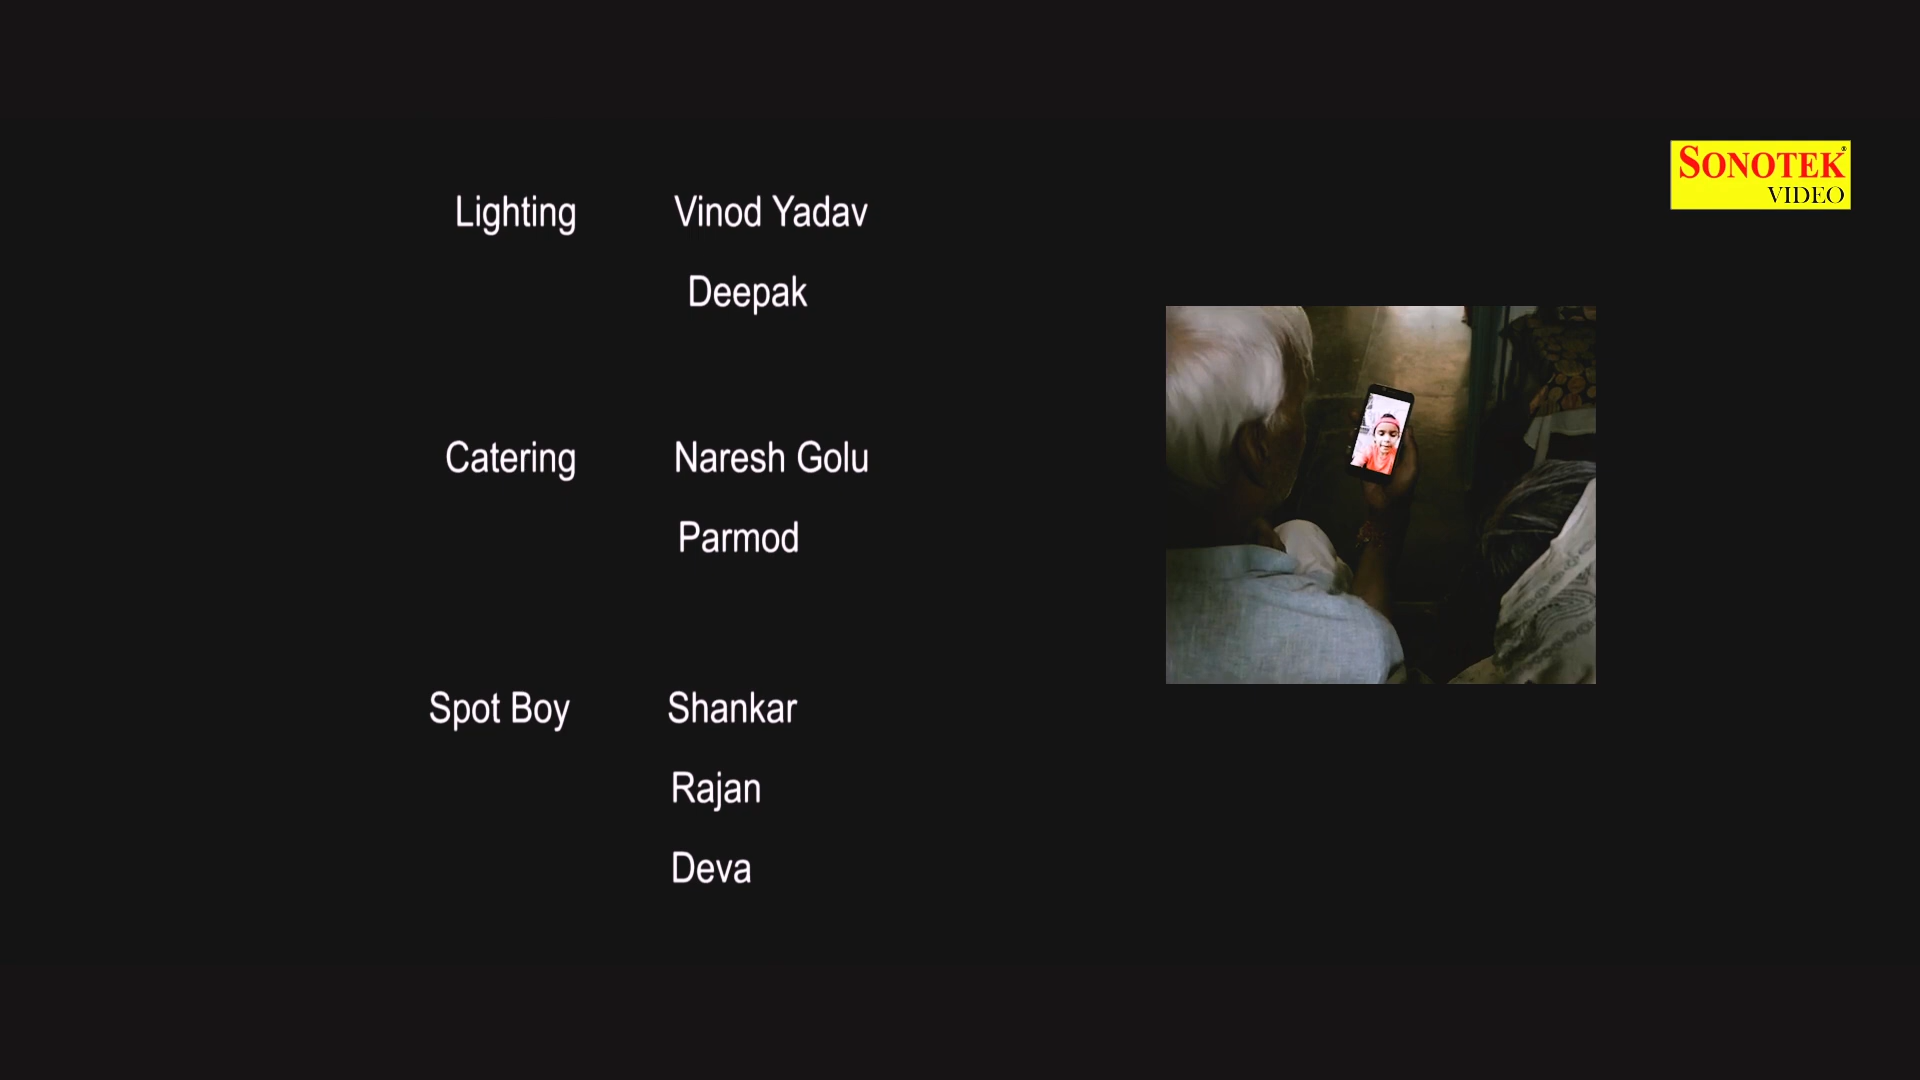 SONOTEK®
VIDEO
Lighting Vinod Yadav
Deepak
Catering Naresh Golu
Parmod
Spot Boy Shankar
Rajan
Deva